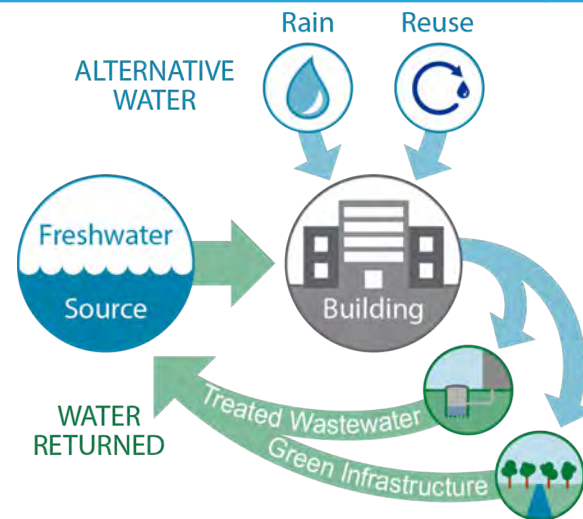 Rain
Reuse
ALTERNATIVE
WATER
Freshwater
Source
Building
Treated Wastewater
Green Infrastructure
WATER
RETURNED